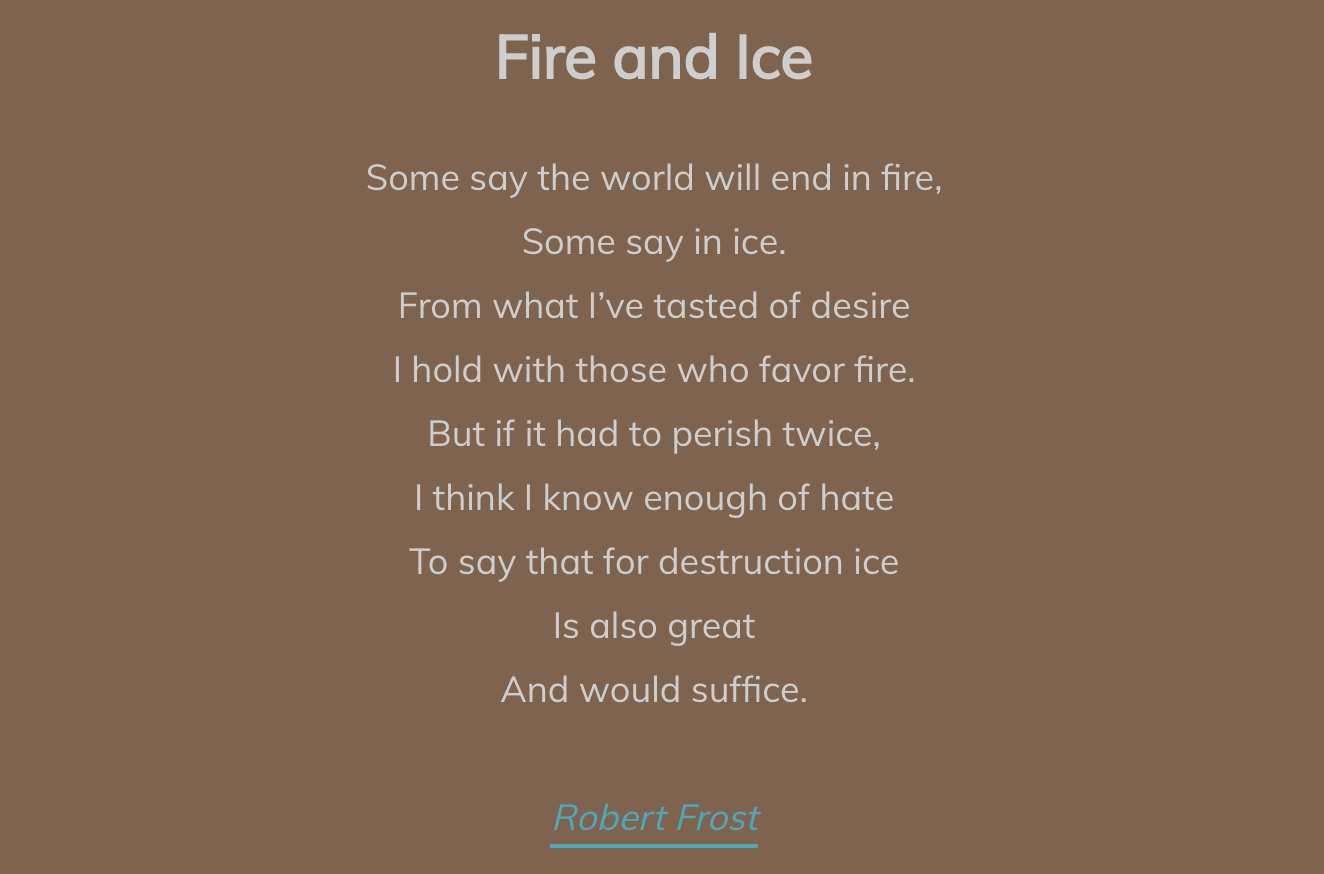 Fire and Ice
Some say the world will end in fire,
Some say in ice.
From what I’ve tasted of desire
I hold with those who favor fire.
But if it had to perish twice,
I think I know enough of hate
To say that for destruction ice
Is also great
And would suffice.
Robert Frost